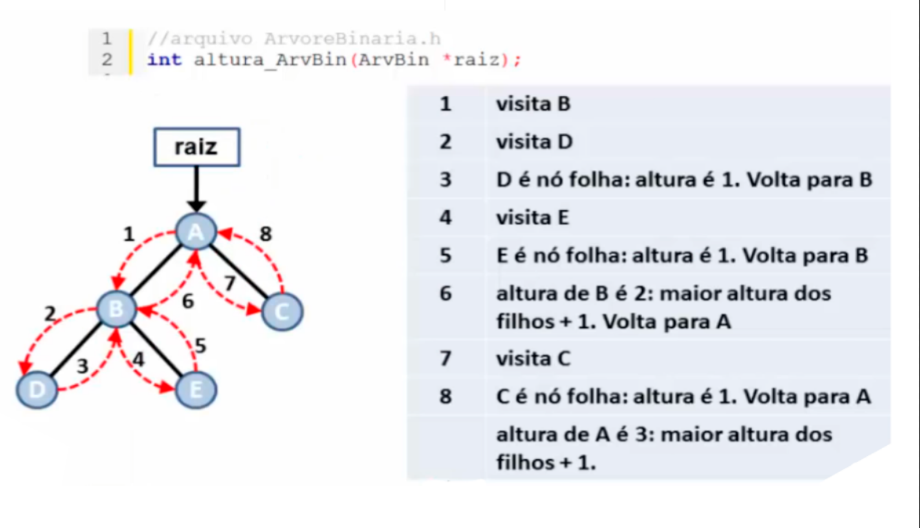 1 //arquivo ArvoreBinaria.h
2 int altura_ArvBin(ArvBin *raiz);
raiz
A
B
C
D
E
1
2
3
4
5
6
7
8
1 visita B
2 visita D
3 D é nó folha: altura é 1. Volta para B
4 visita E
5 E é nó folha: altura é 1. Volta para B
6 altura de B é 2: maior altura dos
filhos + 1. Volta para A
7 visita C
8 C é nó folha: altura é 1. Volta para A
altura de A é 3: maior altura dos
filhos + 1.